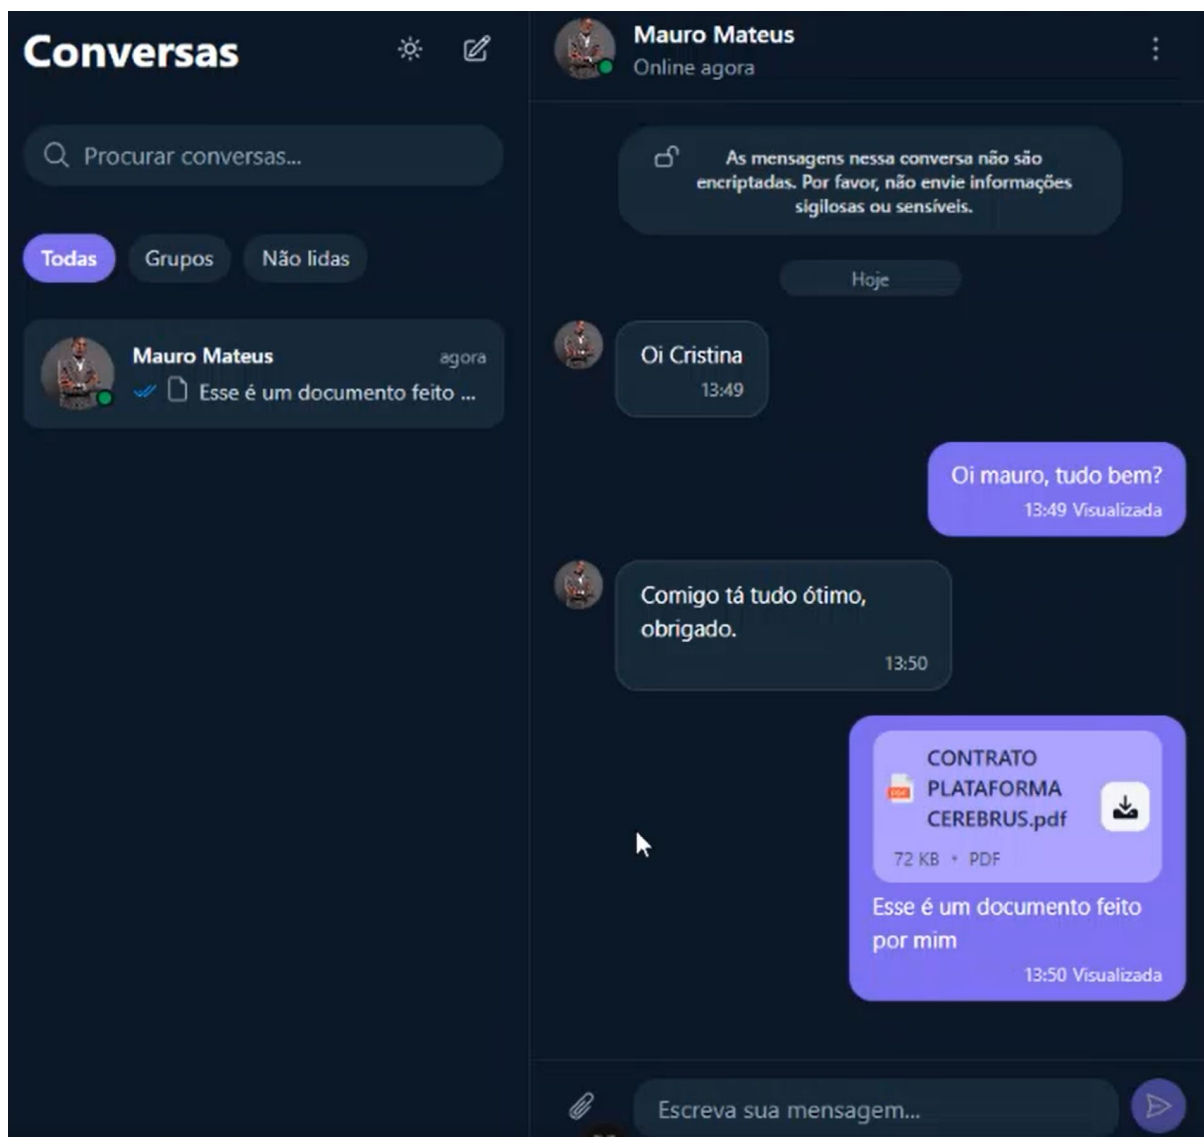 Conversas
Procurar conversas...
Todas
Grupos
Não lidas
Mauro Mateus
agora
Esse é um documento feito ...
Mauro Mateus
Online agora
As mensagens nessa conversa não são
encriptadas. Por favor, não envie informações
sigilosas ou sensíveis.
Hoje
Oi Cristina
13:49
Oi mauro, tudo bem?
13:49 Visualizada
Comigo tá tudo ótimo,
obrigado.
13:50
CONTRATO
PLATAFORMA
CEREBRUS.pdf
72 KB • PDF
Esse é um documento feito
por mim
13:50 Visualizada
Escreva sua mensagem...